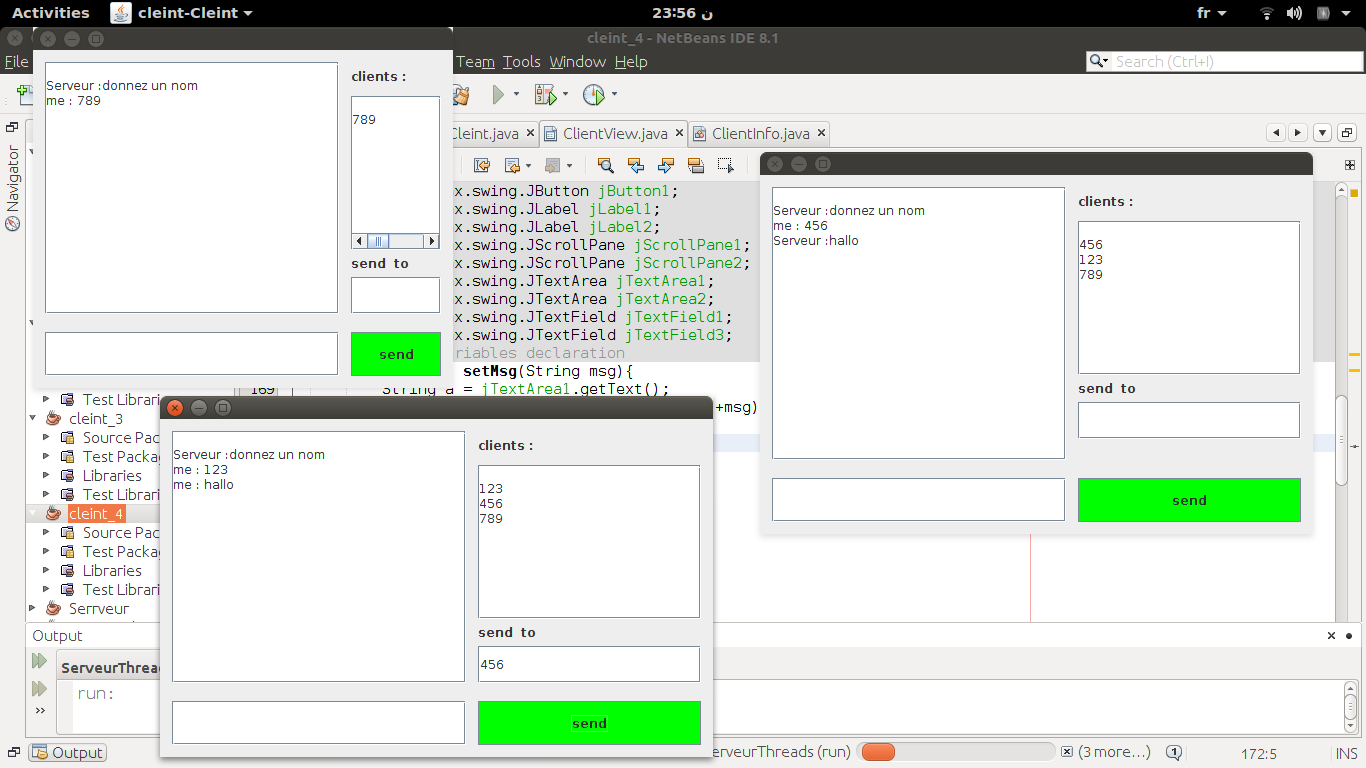 Activities cleint-Cleint 23:56 ن fr
cleint_4 - NetBeans IDE 8.1
File Team Tools Window Help Search (Ctrl+I)
Serveur :donnez un nom
me : 789
clients :
789
send to
send
Navigator
Cleint.java ClientView.java ClientInfo.java
x.swing.JButton jButton1;
x.swing.JLabel jLabel1;
x.swing.JLabel jLabel2;
x.swing.JScrollPane jScrollPane1;
x.swing.JScrollPane jScrollPane2;
x.swing.JTextArea jTextArea1;
x.swing.JTextArea jTextArea2;
x.swing.JTextField jTextField1;
x.swing.JTextField jTextField3;
riables declaration
setMsg(String msg){
169 String a = jTextArea1.getText();
+msg)
Serveur :donnez un nom
me : 456
Serveur :hallo
clients :
456
123
789
send to
send
Test Librari
cleint_3
Source Pac
Test Packa
Libraries
Test Librari
cleint_4
Source Pac
Test Packa
Libraries
Test Librari
Serrveur
Serveur :donnez un nom
me : 123
me : hallo
clients :
123
456
789
send to
456
send
Output
ServeurThrea
run:
Output
erveurThreads (run) (3 more...) 1 172:5 INS